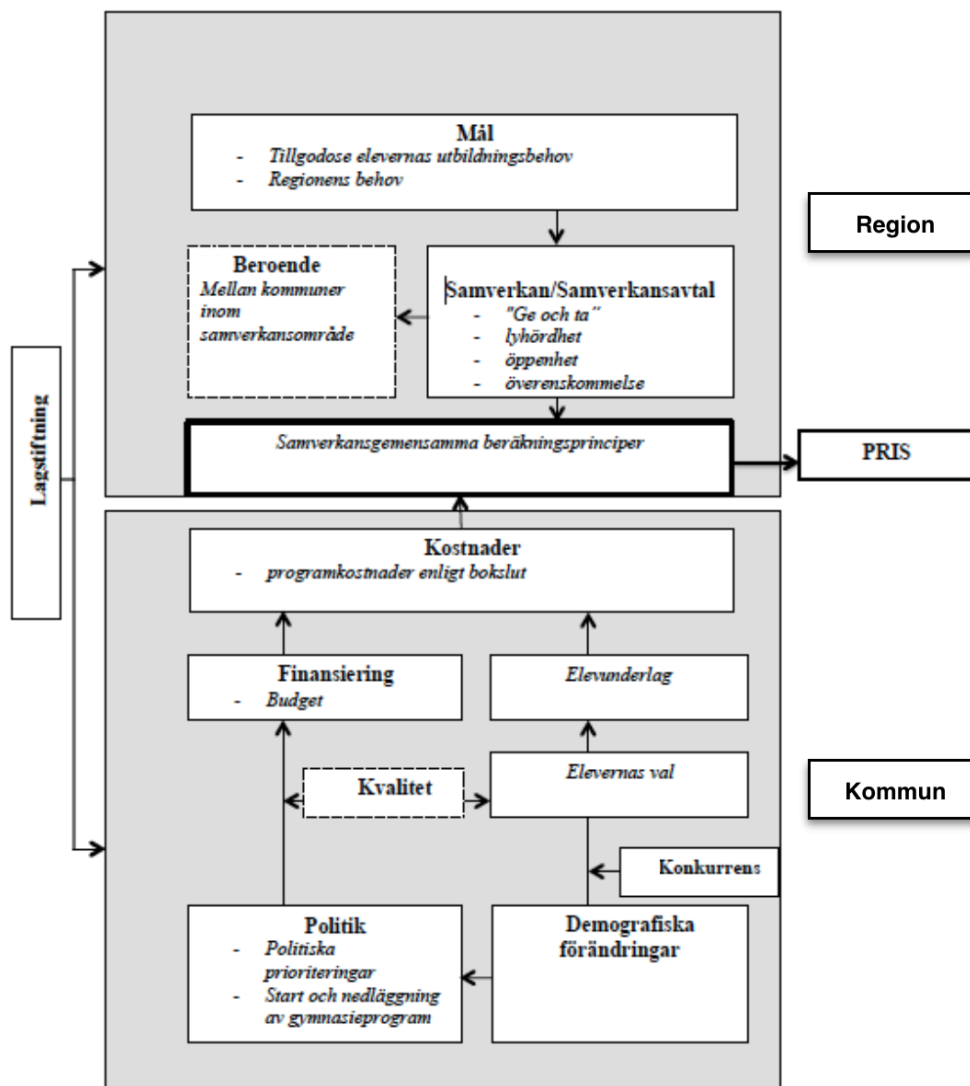 Mål
- Tillgodose elevernas utbildningsbehov
- Regionens behov
Region
Beroende
Mellan kommuner
inom
samverkansområde
Samverkan/Samverkansavtal
- "Ge och ta"
- lyhördhet
- öppenhet
- överenskommelse
Lagstiftning
Samverkansgemensamma beräkningsprinciper
PRIS
Kostnader
- programkostnader enligt bokslut
Finansiering
- Budget
Elevunderlag
Kvalitet
Elevernas val
Kommun
Konkurrens
Politik
- Politiska
prioriteringar
- Start och nedläggning
av gymnasieprogram
Demografiska
förändringar